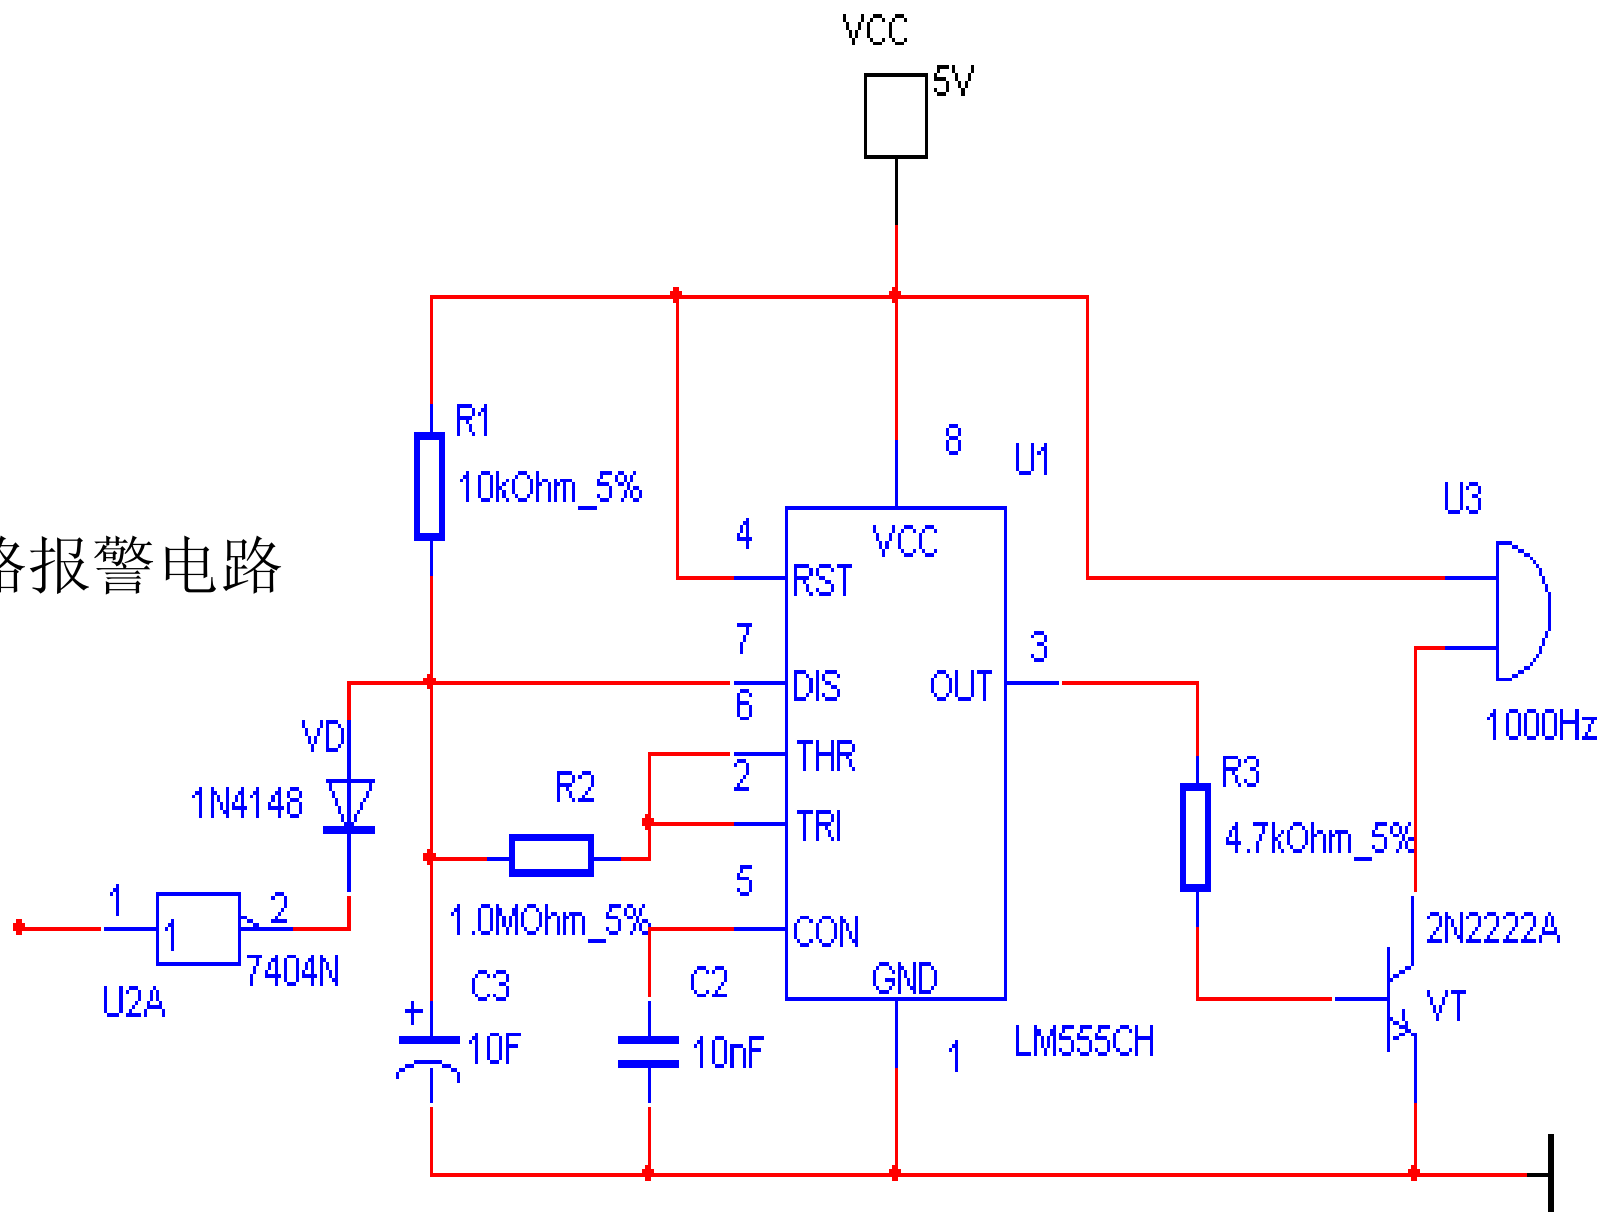 VCC
5V
R1
10kOhm_5%
8
U1
U3
4
VCC
RST
路报警电路
7
3
DIS
OUT
6
VD
THR
1000Hz
2
R2
R3
1N4148
TRI
4.7kOhm_5%
5
1
2
1
1.0MOhm_5%
CON
2N2222A
7404N
GND
U2A
C3
C2
VT
+
10F
10nF
1
LM555CH